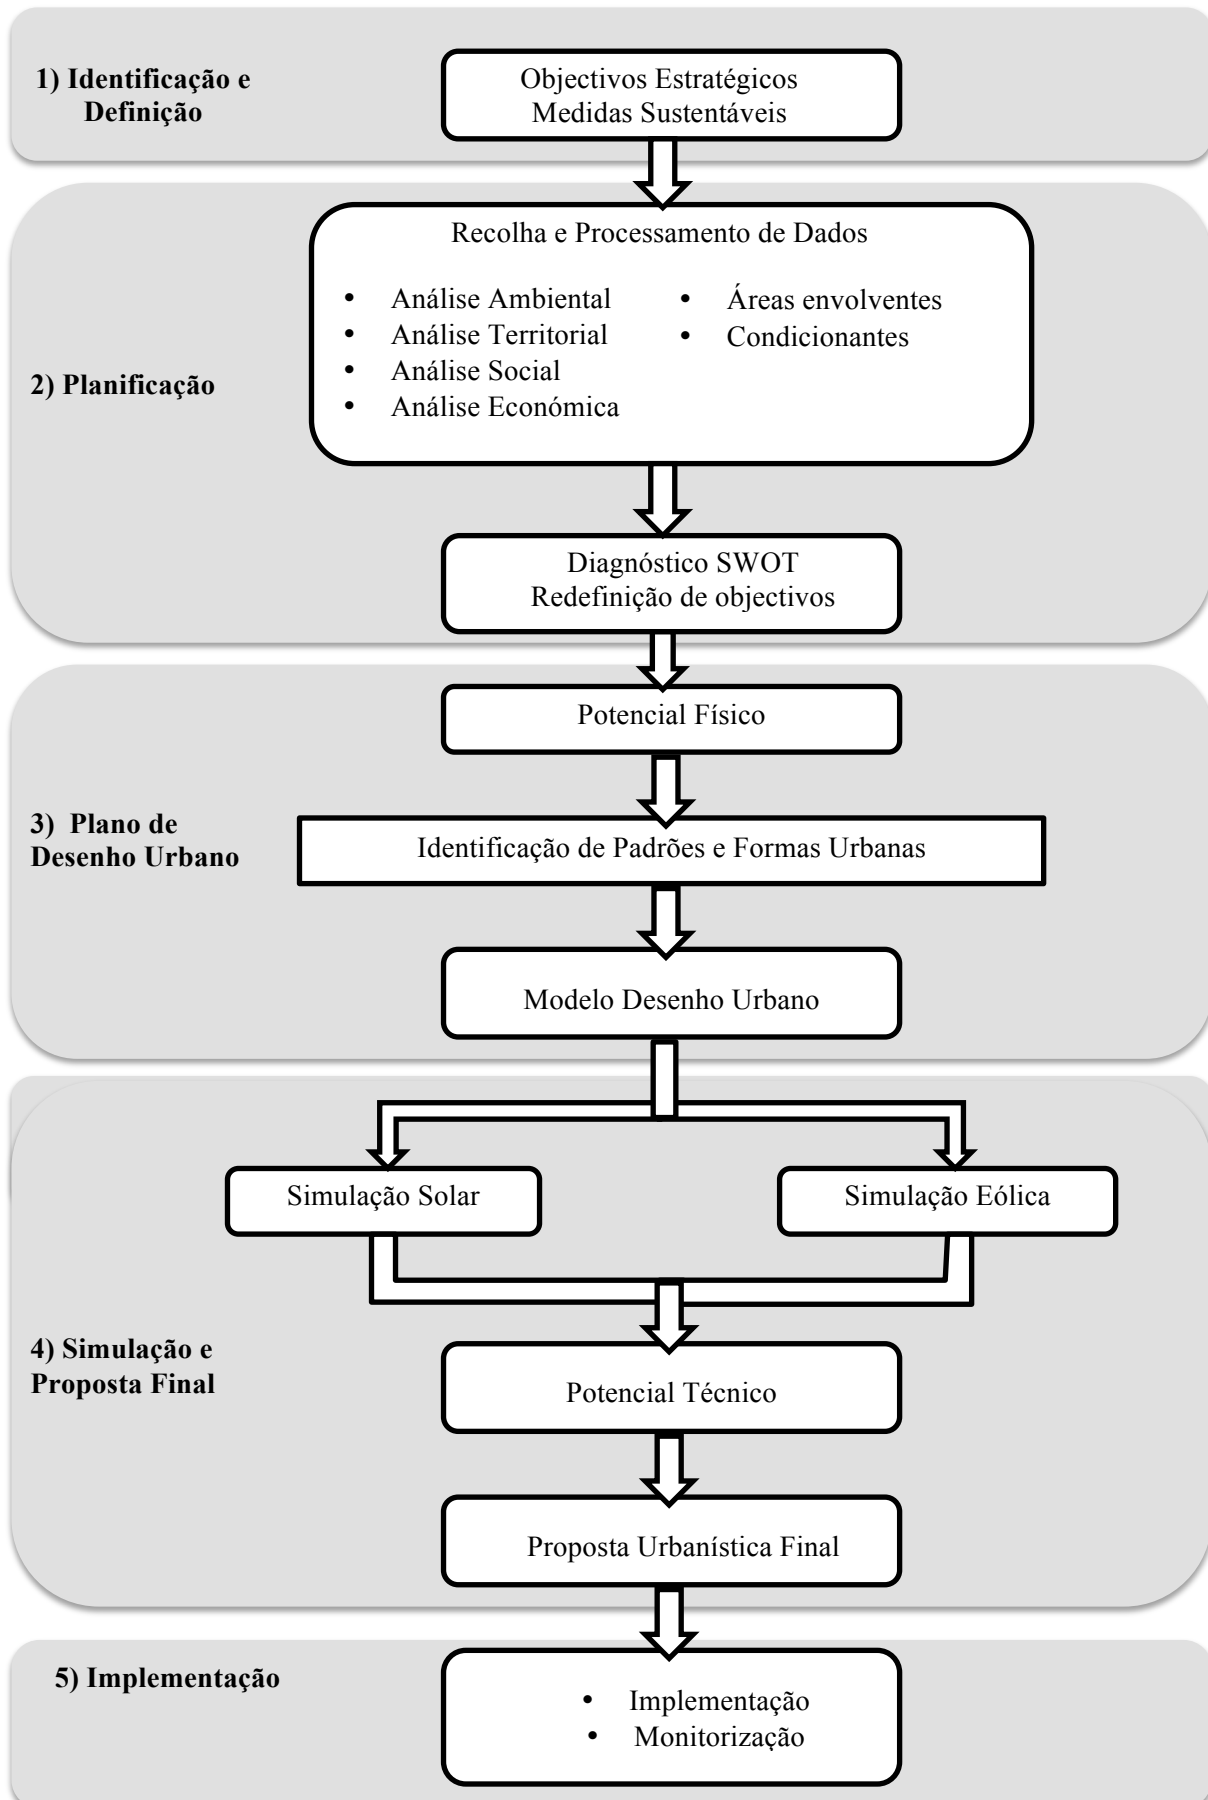 1) Identificação e
Definição
Objectivos Estratégicos
Medidas Sustentáveis
2) Planificação
Recolha e Processamento de Dados
• Análise Ambiental
• Análise Territorial
• Análise Social
• Análise Económica
• Áreas envolventes
• Condicionantes
Diagnóstico SWOT
Redefinição de objectivos
3) Plano de
Desenho Urbano
Potencial Físico
Identificação de Padrões e Formas Urbanas
Modelo Desenho Urbano
4) Simulação e
Proposta Final
Simulação Solar
Simulação Eólica
Potencial Técnico
Proposta Urbanística Final
5) Implementação
• Implementação
• Monitorização